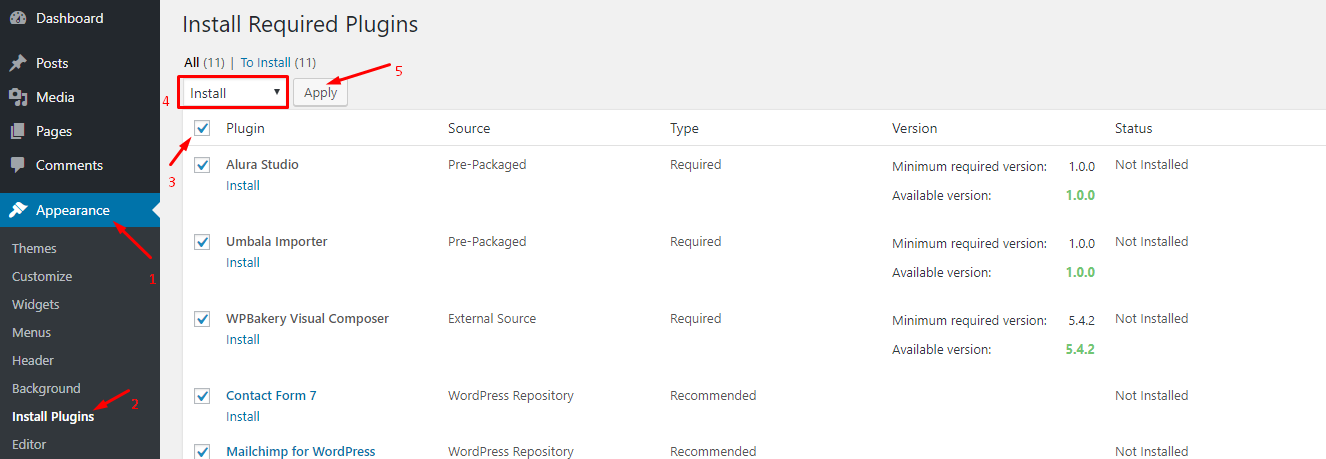 Dashboard
Posts
Media
Pages
Comments
Appearance
1
Themes
Customize
Widgets
Menus
Header
Background
Install Plugins
2
Editor
Install Required Plugins
All (11) | To Install (11)
4
Install
Apply
5
3
Plugin Source Type Version Status
Alura Studio Pre-Packaged Required Minimum required version: 1.0.0 Not Installed
Install Available version: 1.0.0
Umbala Importer Pre-Packaged Required Minimum required version: 1.0.0 Not Installed
Install Available version: 1.0.0
WPBakery Visual Composer External Source Required Minimum required version: 5.4.2 Not Installed
Install Available version: 5.4.2
Contact Form 7 WordPress Repository Recommended Not Installed
Install
Mailchimp for WordPress WordPress Repository Recommended Not Installed